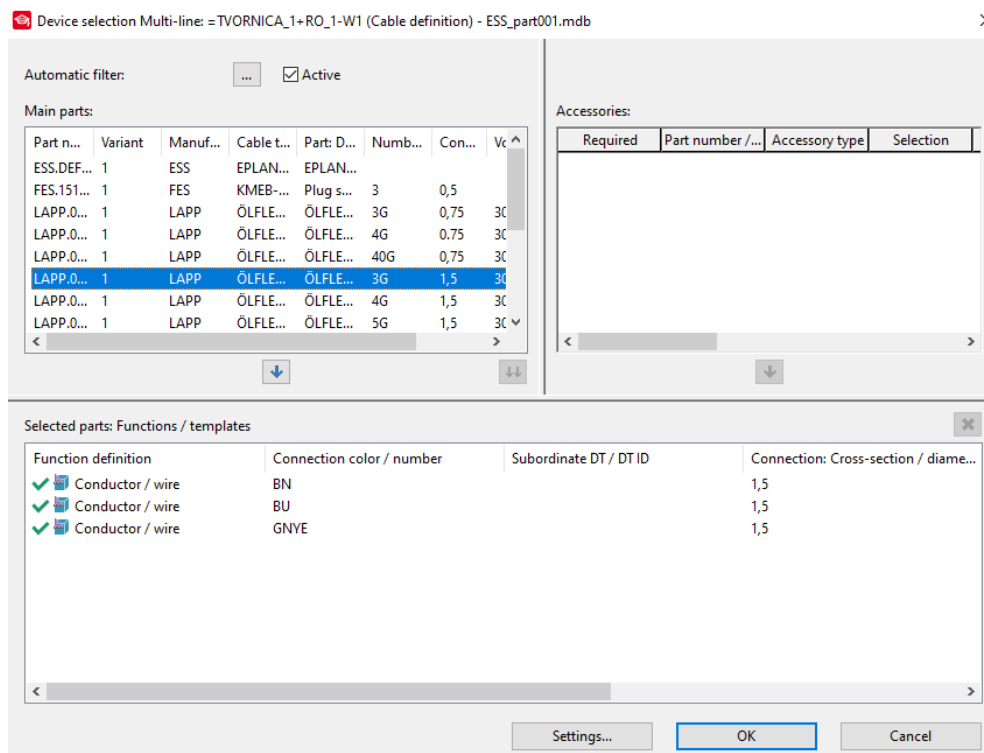 Device selection Multi-line: =TVORNICA_1+RO_1-W1 (Cable definition) - ESS_part001.mdb
Automatic filter: ... Active
Main parts:
Part n... Variant Manuf... Cable t... Part: D... Numb... Con... Vo
ESS.DEF... 1 ESS EPLAN... EPLAN...
FES.151... 1 FES KMEB-... Plug s... 3 0,5
LAPP.0... 1 LAPP ÖLFLE... ÖLFLE... 3G 0,75 30
LAPP.0... 1 LAPP ÖLFLE... ÖLFLE... 4G 0.75 30
LAPP.0... 1 LAPP ÖLFLE... ÖLFLE... 40G 0,75 30
LAPP.0... 1 LAPP ÖLFLE... ÖLFLE... 3G 1,5 30
LAPP.0... 1 LAPP ÖLFLE... ÖLFLE... 4G 1,5 30
LAPP.0... 1 LAPP ÖLFLE... ÖLFLE... 5G 1,5 30
Accessories:
Required Part number /... Accessory type Selection
Selected parts: Functions / templates
Function definition Connection color / number Subordinate DT / DT ID Connection: Cross-section / diame...
Conductor / wire BN 1,5
Conductor / wire BU 1,5
Conductor / wire GNYE 1,5
Settings... OK Cancel